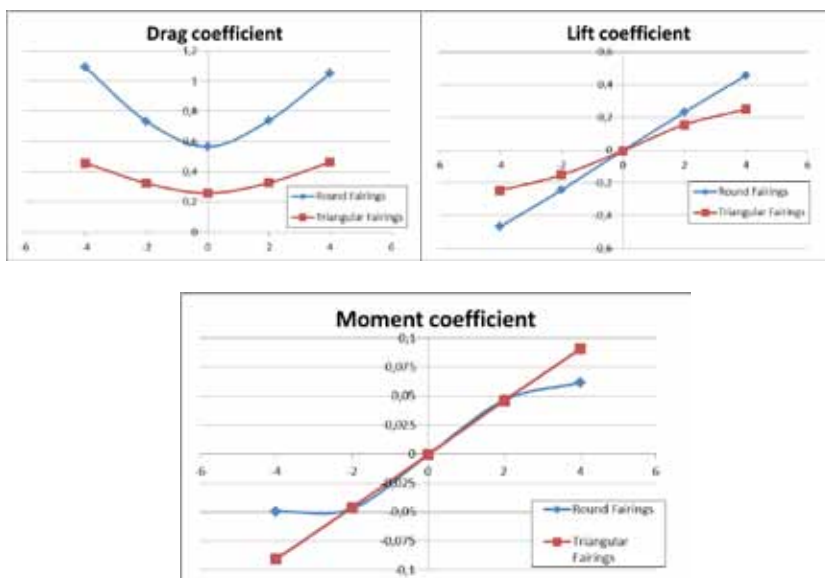 Drag coefficient
1,2
1
0,8
0,6
0,4
0,2
0
-6 -4 -2 0 2 4 6
Round Fairings
Triangular Fairings
Lift coefficient
0,6
0,4
0,2
0
-0,2
-0,4
-0,6
-6 -4 -2 0 2 4 6
Round Fairings
Triangular Fairings
Moment coefficient
0,1
0,075
0,05
0,025
0
-0,025
-0,05
-0,075
-0,1
-6 -4 -2 0 2 4 6
Round Fairings
Triangular
Fairings